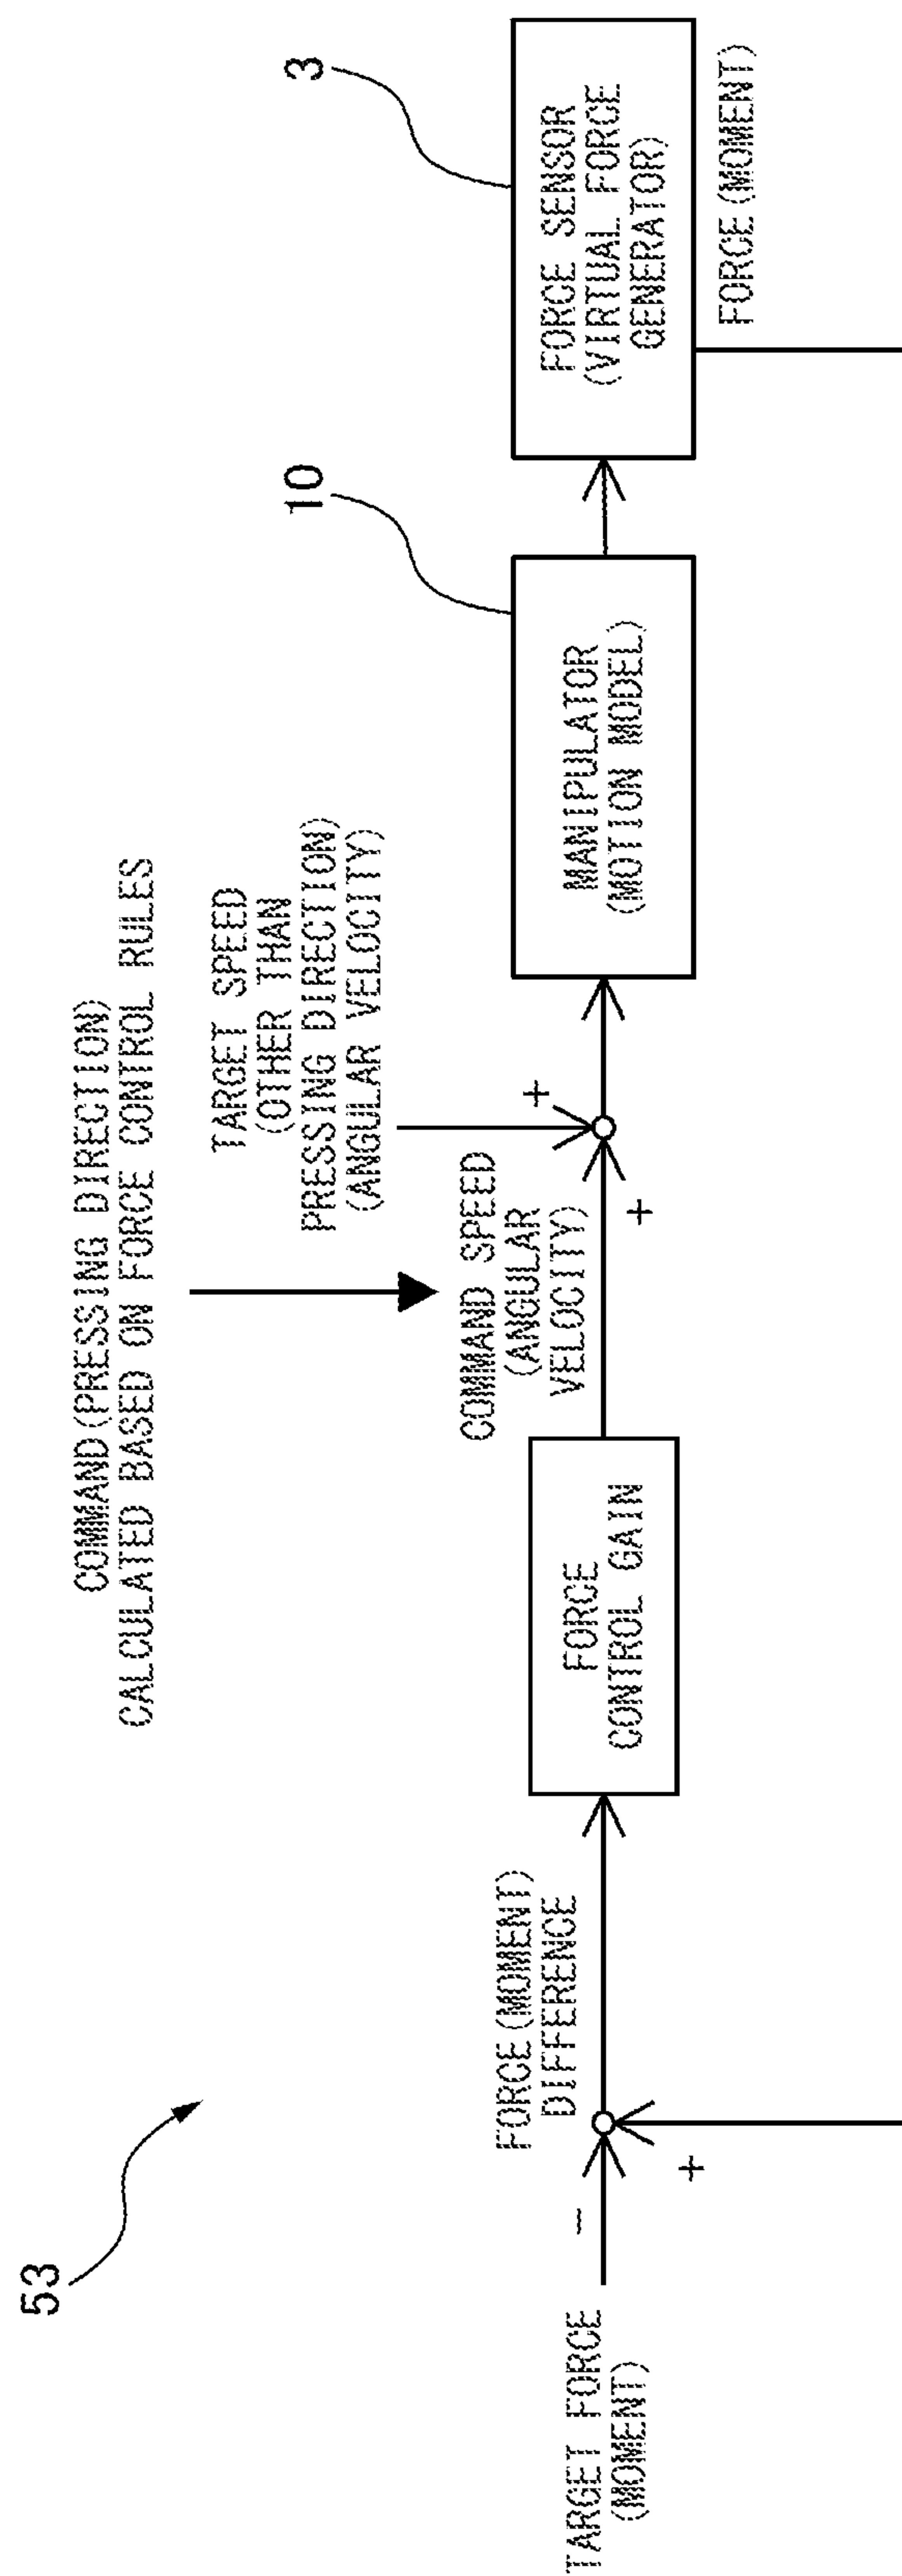 53
COMMAND(PRESSING DIRECTION)
CALCULATED BASED ON FORCE CONTROL RULES
TARGET SPEED
(OTHER THAN
PRESSING DIRECTION)
(ANGULAR VELOCITY)
COMMAND SPEED
(ANGULAR
VELOCITY)
TARGET FORCE
(MOMENT)
−
+
FORCE(MOMENT)
DIFFERENCE
FORCE
CONTROL GAIN
+
+
10
MANIPULATOR
(MOTION MODEL)
3
FORCE SENSOR
(VIRTUAL FORCE
GENERATOR)
FORCE(MOMENT)